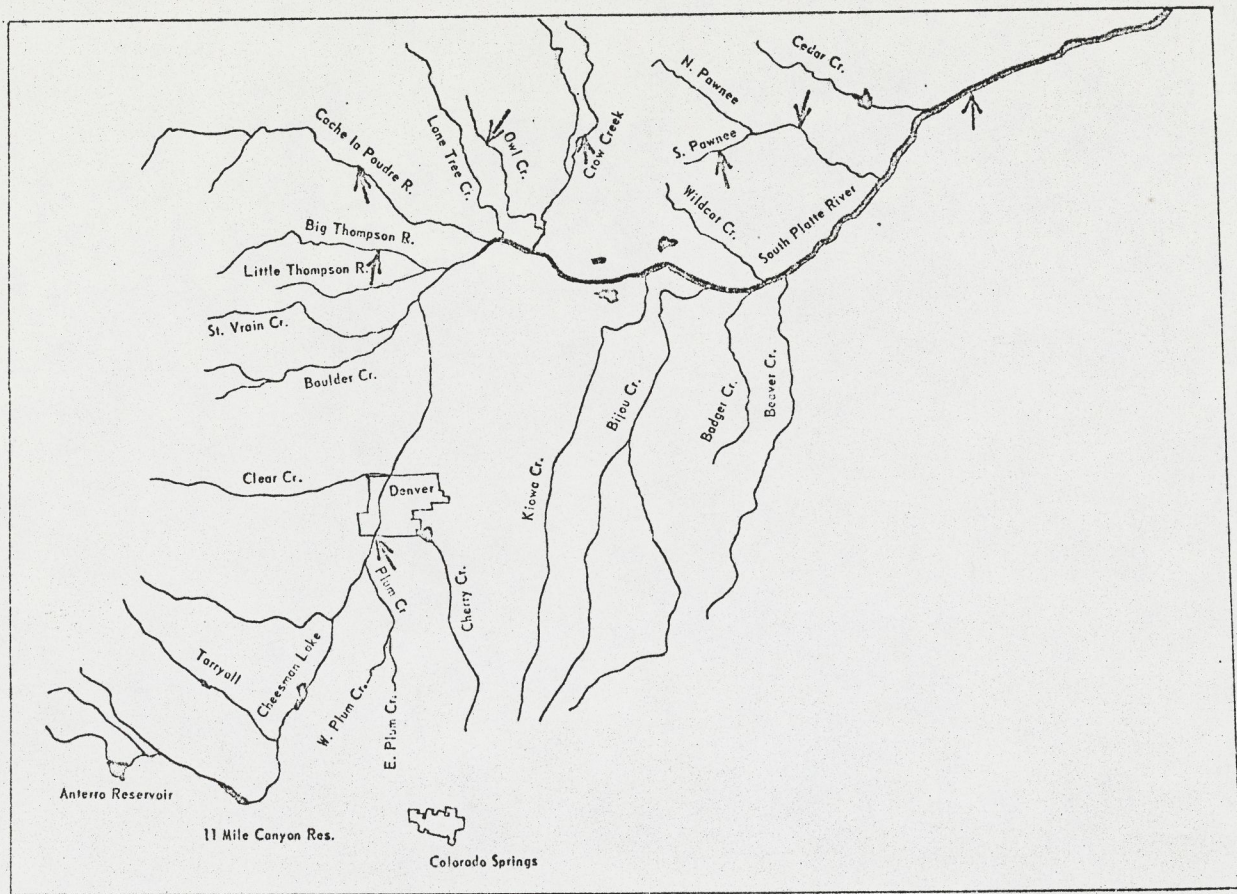 Cedar Cr.
N. Pawnee
S. Pawnee
Cache la Poudre R.
Lone Tree Cr.
Owl Cr.
Crow Creek
Wildcat Cr.
South Platte River
Big Thompson R.
Little Thompson R.
St. Vrain Cr.
Boulder Cr.
Clear Cr.
Denver
Kiowa Cr.
Bijou Cr.
Badger Cr.
Beaver Cr.
Plum Cr
Cherry Cr.
Tarryall
Cheesman Lake
W. Plum Cr.
E. Plum Cr.
Anterro Reservoir
11 Mile Canyon Res.
Colorado Springs